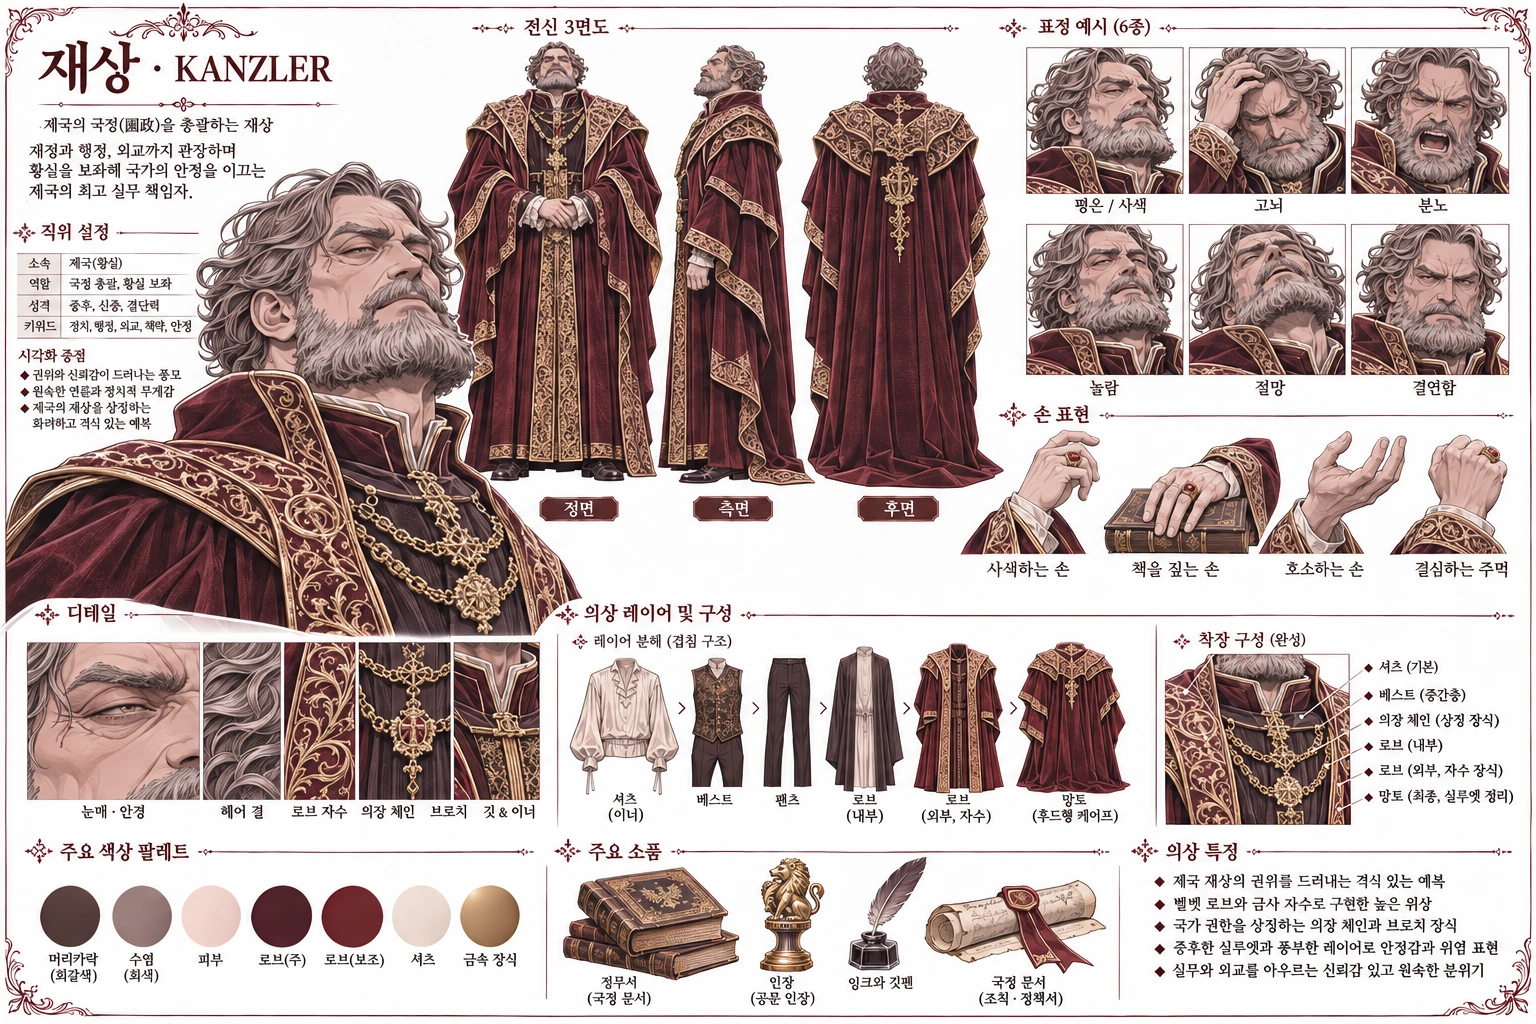 재상 · KANZLER
제국의 국정(圖政)을 총괄하는 재상
재정과 행정, 외교까지 관장하며
황실을 보좌해 국가의 안정을 이끄는
제국의 최고 실무 책임자.
직위 설정
소속 제국(황실)
역할 국정 총괄, 황실 보좌
성격 중후, 신중, 결단력
키워드 정치, 행정, 외교, 책략, 안정
시각화 중점
◆ 권위와 신뢰감이 드러나는 풍모
◆ 원숙한 연륜과 정치적 무게감
◆ 제국의 재상을 상징하는
화려하고 격식 있는 예복
전신 3면도
정면
측면
후면
표정 예시 (6종)
평온 / 사색
고뇌
분노
놀람
절망
결연함
손 표현
사색하는 손
책을 짚는 손
호소하는 손
결심하는 주먹
디테일
눈매 · 안경
헤어 결
로브 자수
의장 체인
브로치
깃 & 이너
의상 레이어 및 구성
레이어 분해 (겹침 구조)
셔츠
(이너)
베스트
팬츠
로브
(내부)
로브
(외부, 자수)
망토
(후드형 케이프)
착장 구성 (완성)
◆ 셔츠 (기본)
◆ 베스트 (중간층)
◆ 의장 체인 (상징 장식)
◆ 로브 (내부)
◆ 로브 (외부, 자수 장식)
◆ 망토 (최종, 실루엣 정리)
주요 색상 팔레트
머리카락
(회갈색)
수염
(회색)
피부
로브(주)
로브(보조)
셔츠
금속 장식
주요 소품
정무서
(국정 문서)
인장
(공문 인장)
잉크와 깃펜
국정 문서
(조칙 · 정책서)
의상 특징
◆ 제국 재상의 권위를 드러내는 격식 있는 예복
◆ 벨벳 로브와 금사 자수로 구현한 높은 위상
◆ 국가 권한을 상징하는 의장 체인과 브로치 장식
◆ 중후한 실루엣과 풍부한 레이어로 안정감과 위엄 표현
◆ 실무와 외교를 아우르는 신뢰감 있고 원숙한 분위기